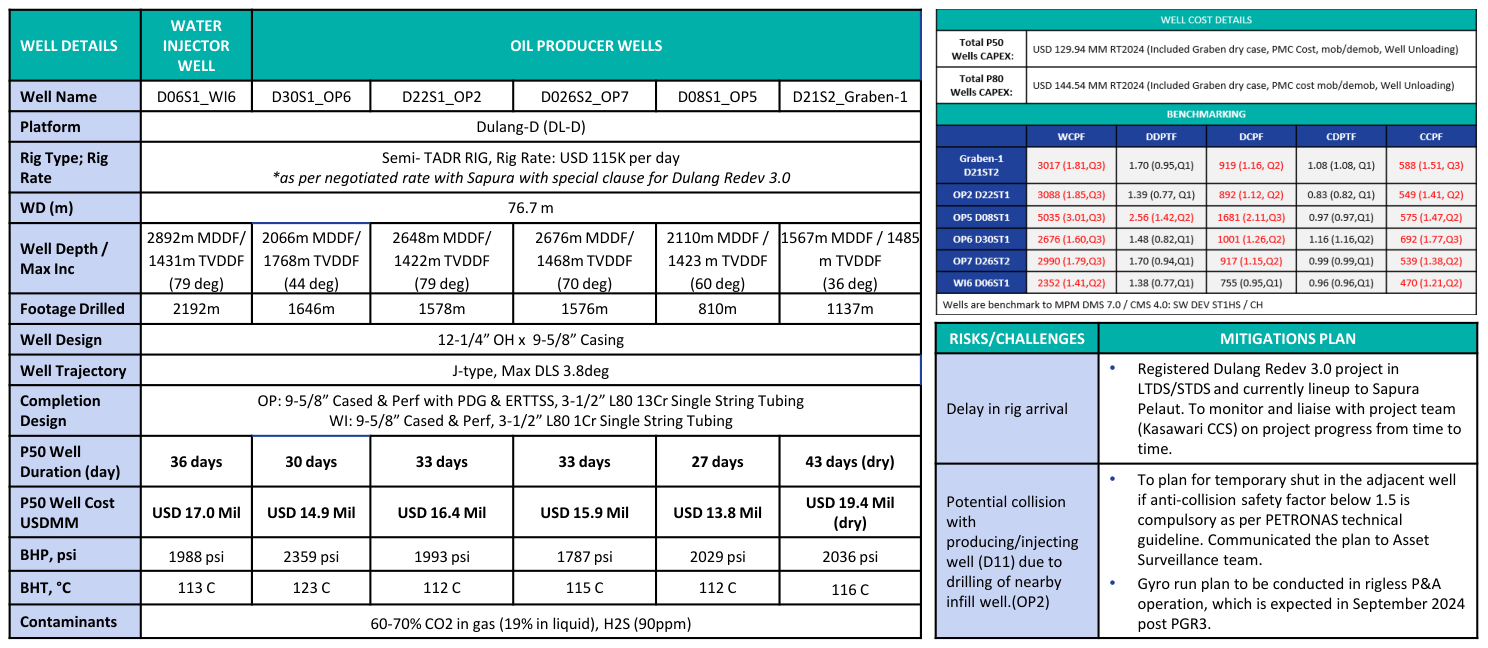 WELL DETAILS
WATER
INJECTOR
WELL
OIL PRODUCER WELLS
Well Name
D06S1_WI6
D30S1_OP6
D22S1_OP2
D026S2_OP7
D08S1_OP5
D21S2_Graben-1
Platform
Dulang-D (DL-D)
Rig Type; Rig
Rate
Semi- TADR RIG, Rig Rate: USD 115K per day
*as per negotiated rate with Sapura with special clause for Dulang Redev 3.0
WD (m)
76.7 m
Well Depth /
Max Inc
2892m MDDF/
1431m TVDDF
(79 deg)
2066m MDDF/
1768m TVDDF
(44 deg)
2648m MDDF/
1422m TVDDF
(79 deg)
2676m MDDF/
1468m TVDDF
(70 deg)
2110m MDDF /
1423 m TVDDF
(60 deg)
1567m MDDF / 1485
m TVDDF
(36 deg)
Footage Drilled
2192m
1646m
1578m
1576m
810m
1137m
Well Design
12-1/4” OH x 9-5/8” Casing
Well Trajectory
J-type, Max DLS 3.8deg
Completion
Design
OP: 9-5/8” Cased & Perf with PDG & ERTTSS, 3-1/2” L80 13Cr Single String Tubing
WI: 9-5/8” Cased & Perf, 3-1/2” L80 1Cr Single String Tubing
P50 Well
Duration (day)
36 days
30 days
33 days
33 days
27 days
43 days (dry)
P50 Well Cost
USDMM
USD 17.0 Mil
USD 14.9 Mil
USD 16.4 Mil
USD 15.9 Mil
USD 13.8 Mil
USD 19.4 Mil
(dry)
BHP, psi
1988 psi
2359 psi
1993 psi
1787 psi
2029 psi
2036 psi
BHT, °C
113 C
123 C
112 C
115 C
112 C
116 C
Contaminants
60-70% CO2 in gas (19% in liquid), H2S (90ppm)
WELL COST DETAILS
Total P50
Wells CAPEX:
USD 129.94 MM RT2024 (Included Graben dry case, PMC Cost, mob/demob, Well Unloading)
Total P80
Wells CAPEX:
USD 144.54 MM RT2024 (Included Graben dry case, PMC cost mob/demob, Well Unloading)
BENCHMARKING
WCPF
DDPTF
DCPF
CDPTF
CCPF
Graben-1
D21ST2
3017 (1.81,Q3)
1.70 (0.95,Q1)
919 (1.16, Q2)
1.08 (1.08, Q1)
588 (1.51, Q3)
OP2 D22ST1
3088 (1.85,Q3)
1.39 (0.77, Q1)
892 (1.12, Q2)
0.83 (0.82, Q1)
549 (1.41, Q2)
OP5 D08ST1
5035 (3.01,Q3)
2.56 (1.42,Q2)
1681 (2.11,Q3)
0.97 (0.97,Q1)
575 (1.47,Q2)
OP6 D30ST1
2676 (1.60,Q3)
1.48 (0.82,Q1)
1001 (1.26,Q2)
1.16 (1.16,Q2)
692 (1.77,Q3)
OP7 D26ST2
2990 (1.79,Q3)
1.70 (0.94,Q1)
917 (1.15,Q2)
0.99 (0.99,Q1)
539 (1.38,Q2)
WI6 D06ST1
2352 (1.41,Q2)
1.38 (0.77,Q1)
755 (0.95,Q1)
0.96 (0.96,Q1)
470 (1.21,Q2)
Wells are benchmark to MPM DMS 7.0 / CMS 4.0: SW DEV ST1HS / CH
RISKS/CHALLENGES
MITIGATIONS PLAN
Delay in rig arrival
• Registered Dulang Redev 3.0 project in
LTDS/STDS and currently lineup to Sapura
Pelaut. To monitor and liaise with project team
(Kasawari CCS) on project progress from time to
time.
Potential collision
with
producing/injecting
well (D11) due to
drilling of nearby
infill well.(OP2)
• To plan for temporary shut in the adjacent well
if anti-collision safety factor below 1.5 is
compulsory as per PETRONAS technical
guideline. Communicated the plan to Asset
Surveillance team.
• Gyro run plan to be conducted in rigless P&A
operation, which is expected in September 2024
post PGR3.